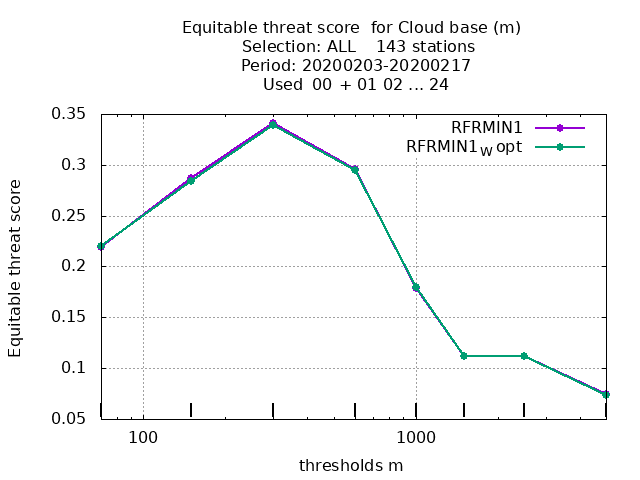 Equitable threat score for Cloud base (m)
Selection: ALL 143 stations
Period: 20200203-20200217
Used 00 + 01 02 ... 24
RFRMIN1
RFRMIN1W opt
0.35
0.3
0.25
0.2
0.15
0.1
0.05
Equitable threat score
100 1000
thresholds m